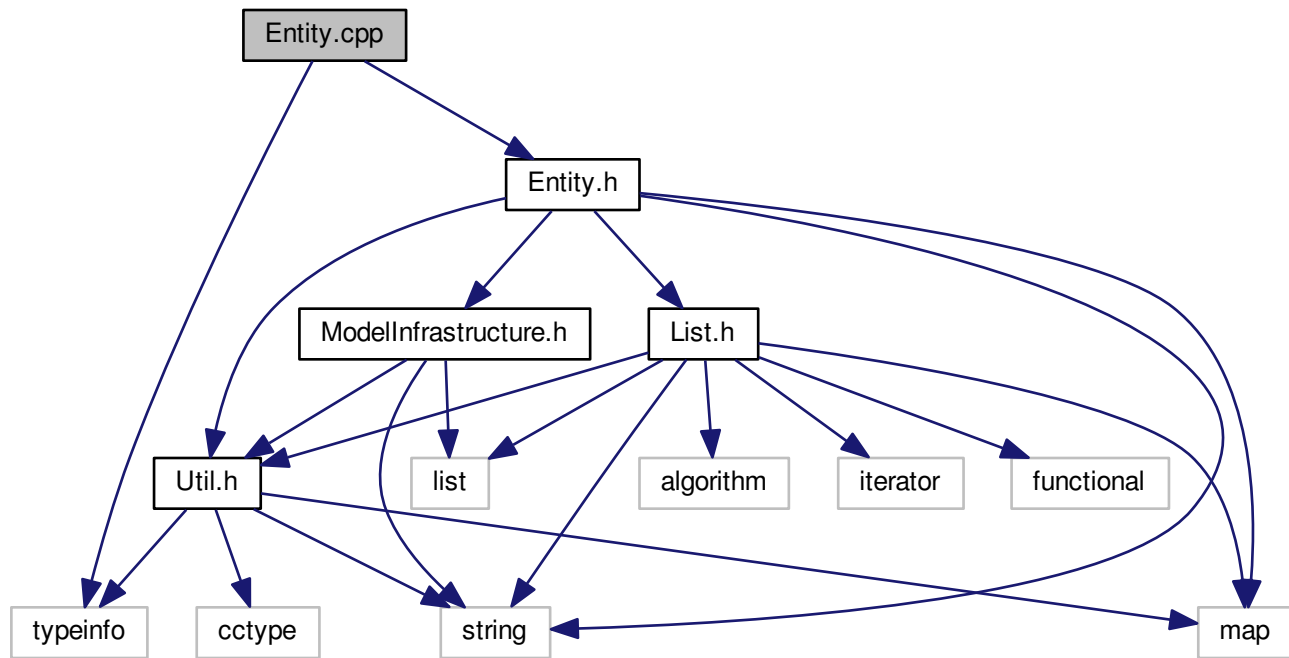 Entity.cpp
Entity.h
ModelInfrastructure.h
List.h
Util.h
list
algorithm
iterator
functional
typeinfo
cctype
string
map